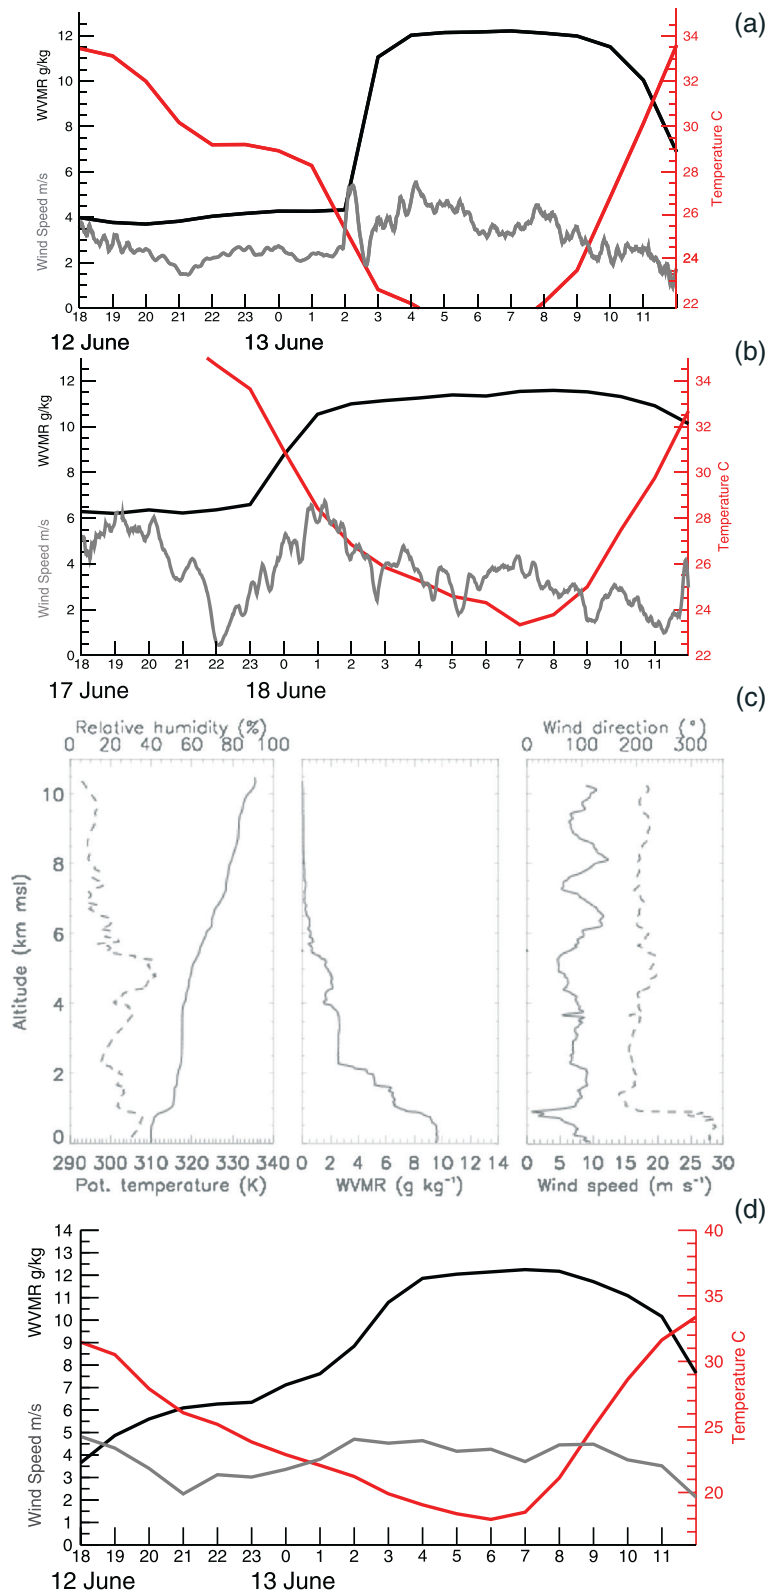 (a)
WVMR g/kg
Wind Speed m/s
12
10
8
6
4
2
0
34
32
30
28
26
24
22
Temperature C
18 19 20 21 22 23 0 1 2 3 4 5 6 7 8 9 10 11
12 June 13 June
(b)
WVMR g/kg
Wind Speed m/s
12
10
8
6
4
2
0
34
32
30
28
26
24
22
Temperature C
18 19 20 21 22 23 0 1 2 3 4 5 6 7 8 9 10 11
17 June 18 June
(c)
Relative humidity (%) Wind direction (°)
0 20 40 60 80 100 0 100 200 300
Altitude (km msl)
10
8
6
4
2
0
290 300 310 320 330 340 0 2 4 6 8 10 12 14 0 5 10 15 20 25 30
Pot. temperature (K) WVMR (g kg⁻¹) Wind speed (m s⁻¹)
(d)
WVMR g/kg
Wind Speed m/s
14
13
12
11
10
9
8
7
6
5
4
3
2
1
0
40
35
30
25
20
Temperature C
18 19 20 21 22 23 0 1 2 3 4 5 6 7 8 9 10 11
12 June 13 June